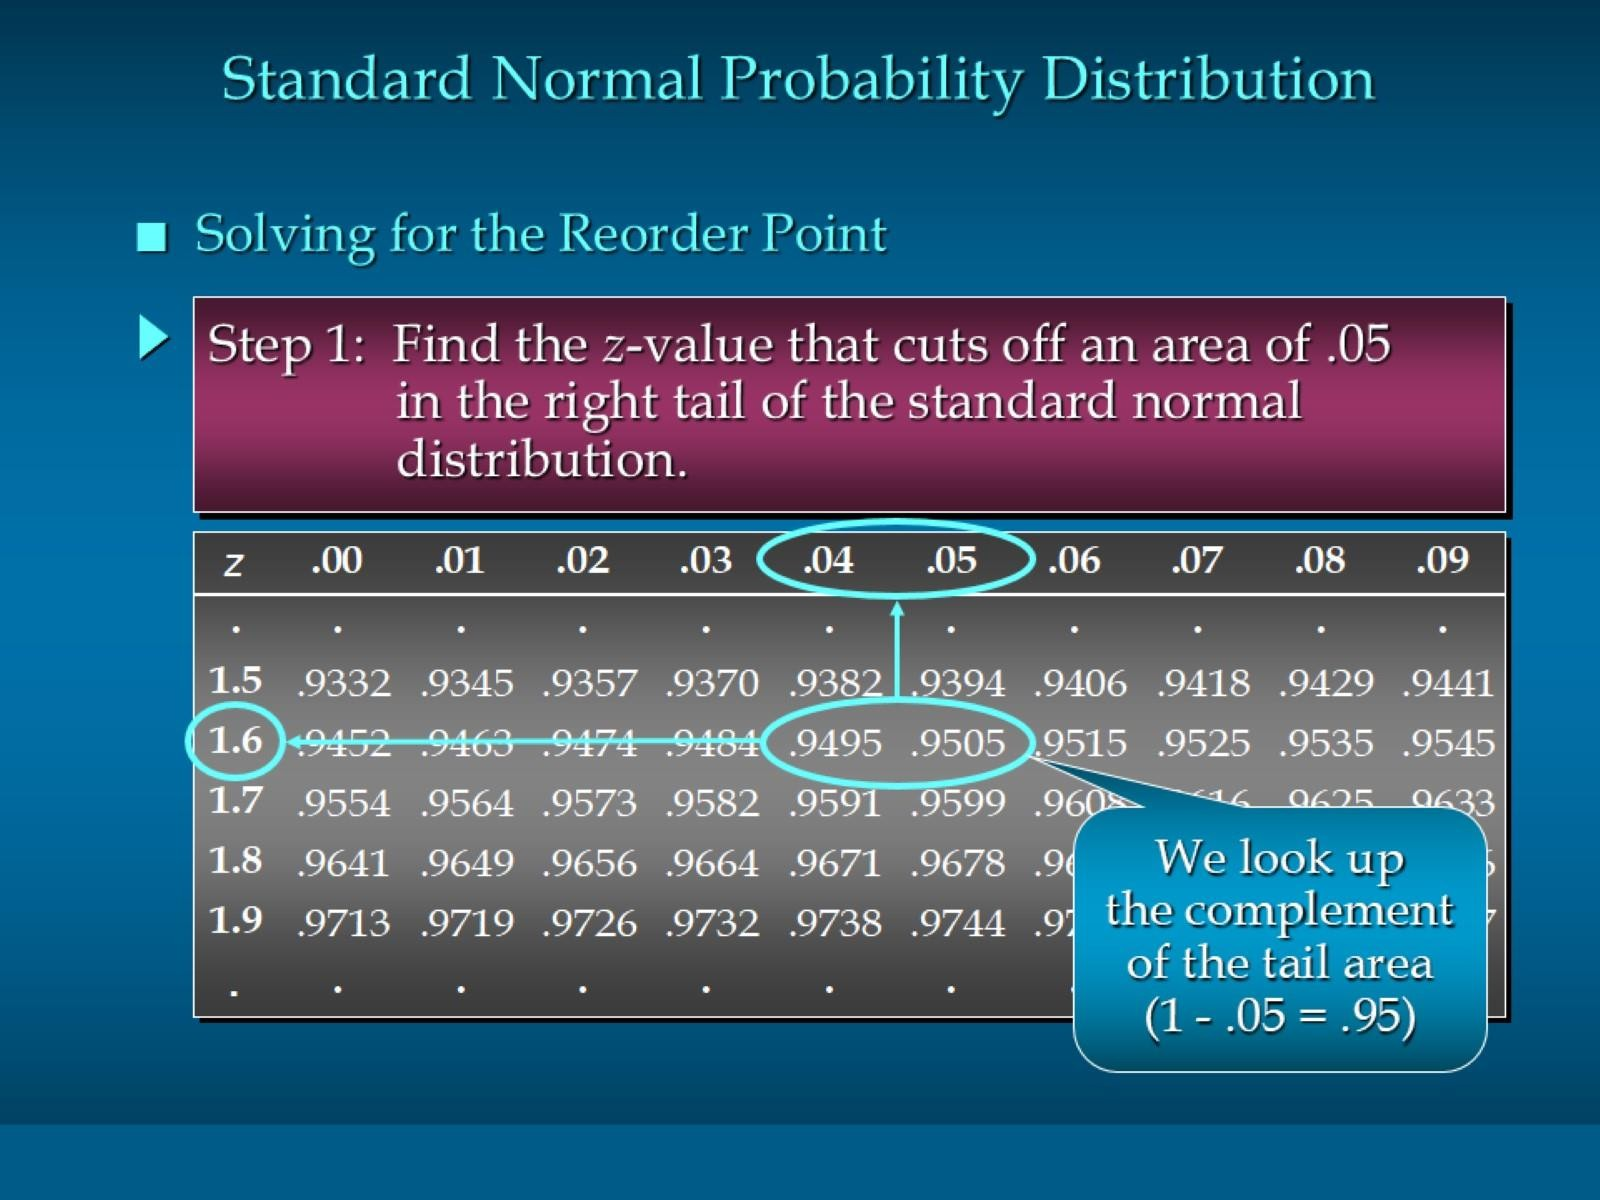 Standard Normal Probability Distribution
Solving for the Reorder Point
Step 1: Find the z-value that cuts off an area of .05
in the right tail of the standard normal
distribution.
z .00 .01 .02 .03 .04 .05 .06 .07 .08 .09
. . . . . . . . . . .
1.5 .9332 .9345 .9357 .9370 .9382 .9394 .9406 .9418 .9429 .9441
1.6 .9452 .9463 .9474 .9484 .9495 .9505 .9515 .9525 .9535 .9545
1.7 .9554 .9564 .9573 .9582 .9591 .9599 .9608 .9616 .9625 .9633
1.8 .9641 .9649 .9656 .9664 .9671 .9678
1.9 .9713 .9719 .9726 .9732 .9738 .9744
. . . . . . .
We look up
the complement
of the tail area
(1 - .05 = .95)